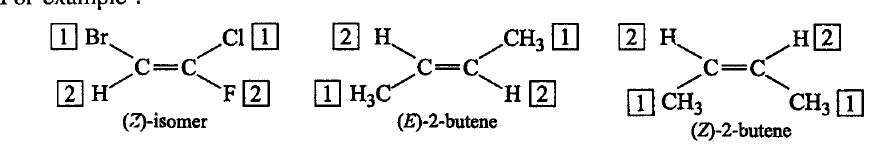 For example :
1 Br Cl 1 2 H CH3 1 2 H H 2
C=C C=C C=C
2 H F 2 1 H3C H 2 1 CH3 CH3 1
(Z)-isomer (E)-2-butene (Z)-2-butene